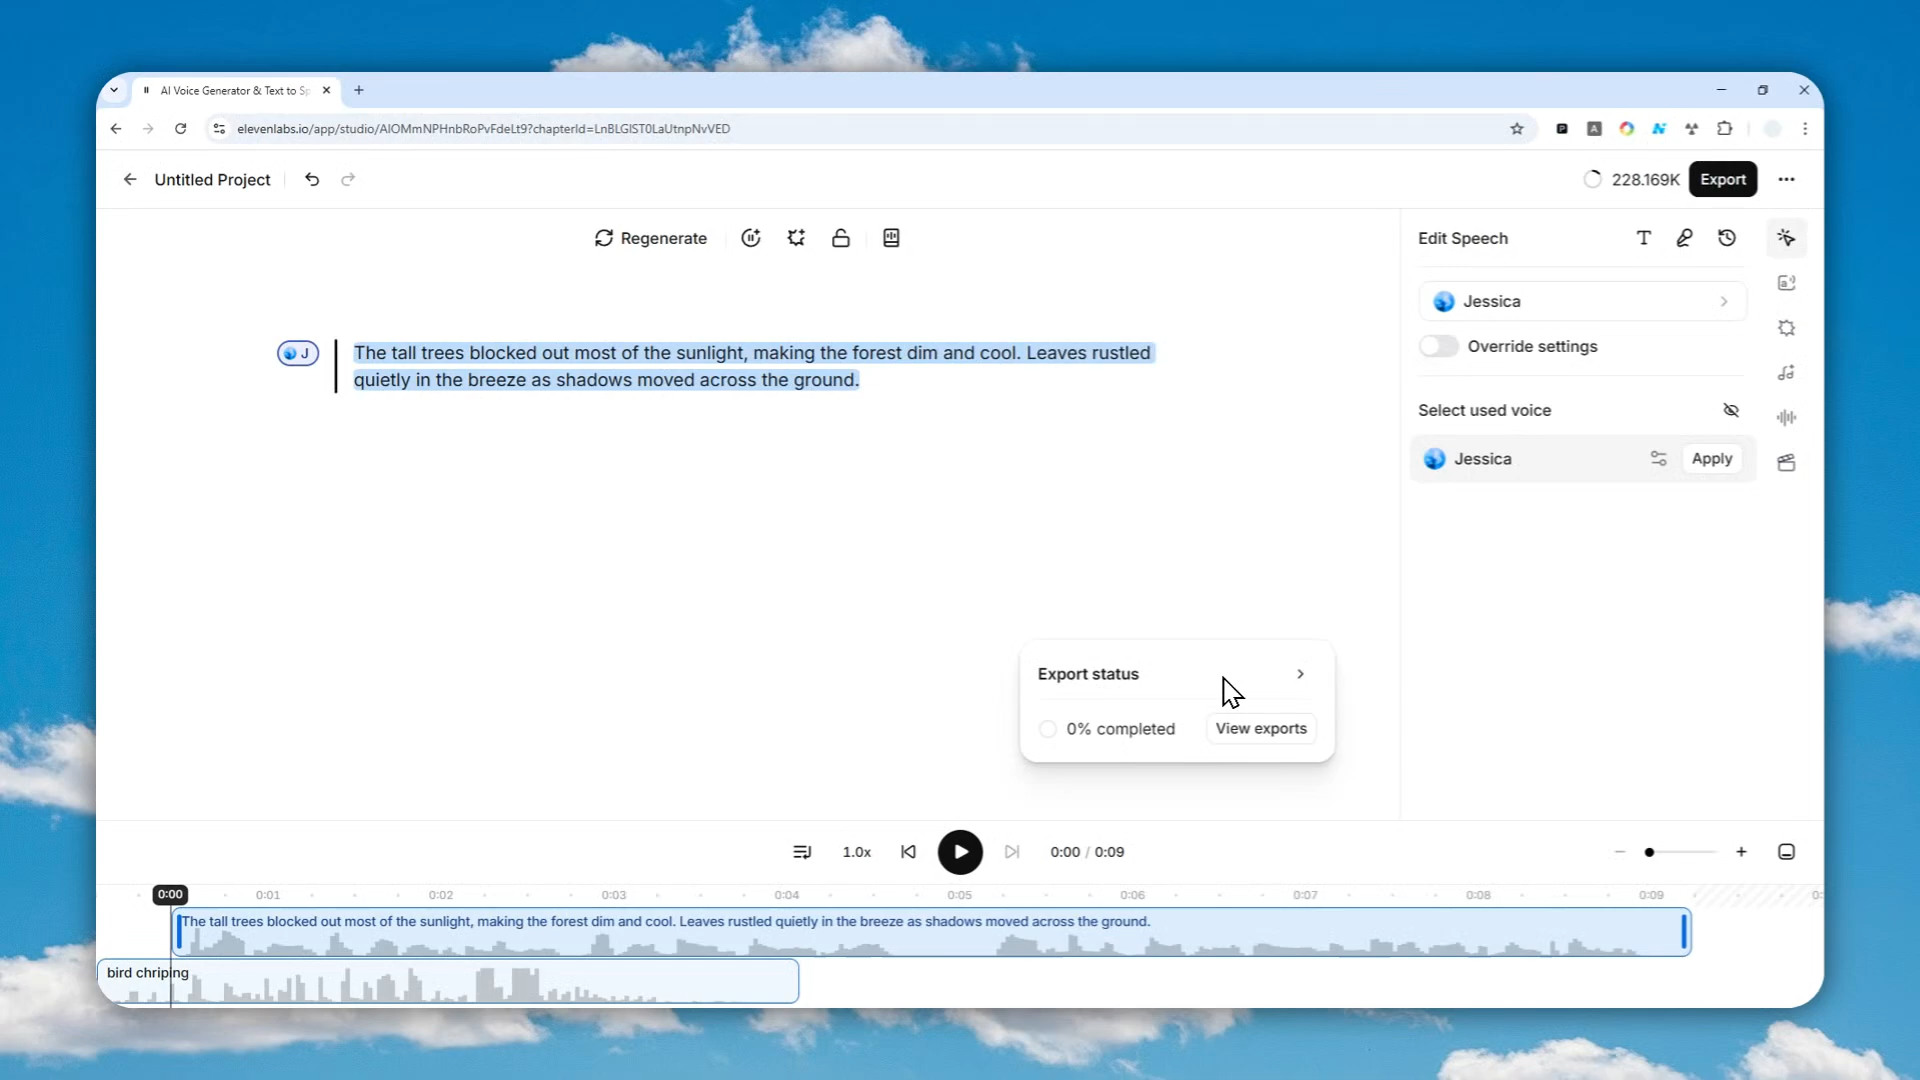 AI Voice Generator & Text to Sp
elevenlabs.io/app/studio/AIOMmNPHnbRoPvFdeLt9?chapterId=LnBLGlST0LaUtnpNvVED
Untitled Project
228.169K
Export
Regenerate
Edit Speech
Jessica
Override settings
Select used voice
Jessica
Apply
J
The tall trees blocked out most of the sunlight, making the forest dim and cool. Leaves rustled
quietly in the breeze as shadows moved across the ground.
Export status
0% completed
View exports
1.0x
0:00 / 0:09
0:00 0:01 0:02 0:03 0:04 0:05 0:06 0:07 0:08 0:09
The tall trees blocked out most of the sunlight, making the forest dim and cool. Leaves rustled quietly in the breeze as shadows moved across the ground.
bird chriping